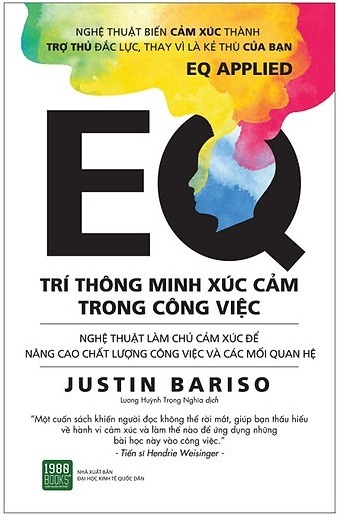 NGHỆ THUẬT BIẾN CẢM XÚC THÀNH
TRỢ THỦ ĐẮC LỰC, THAY VÌ LÀ KẺ THÙ CỦA BẠN
EQ APPLIED
EQ
TRÍ THÔNG MINH XÚC CẢM
TRONG CÔNG VIỆC
NGHỆ THUẬT LÀM CHỦ CẢM XÚC ĐỂ
NÂNG CAO CHẤT LƯỢNG CÔNG VIỆC VÀ CÁC MỐI QUAN HỆ
JUSTIN BARISO
Lương Huỳnh Trọng Nghĩa dịch
"Một cuốn sách khiến người đọc không thể rời mắt, giúp bạn thấu hiểu
về hành vi cảm xúc và làm thế nào để ứng dụng những
bài học này vào công việc."
- Tiến sĩ Hendrie Weisinger -
1980
BOOKS
NHÀ XUẤT BẢN
ĐẠI HỌC KINH TẾ QUỐC DÂN